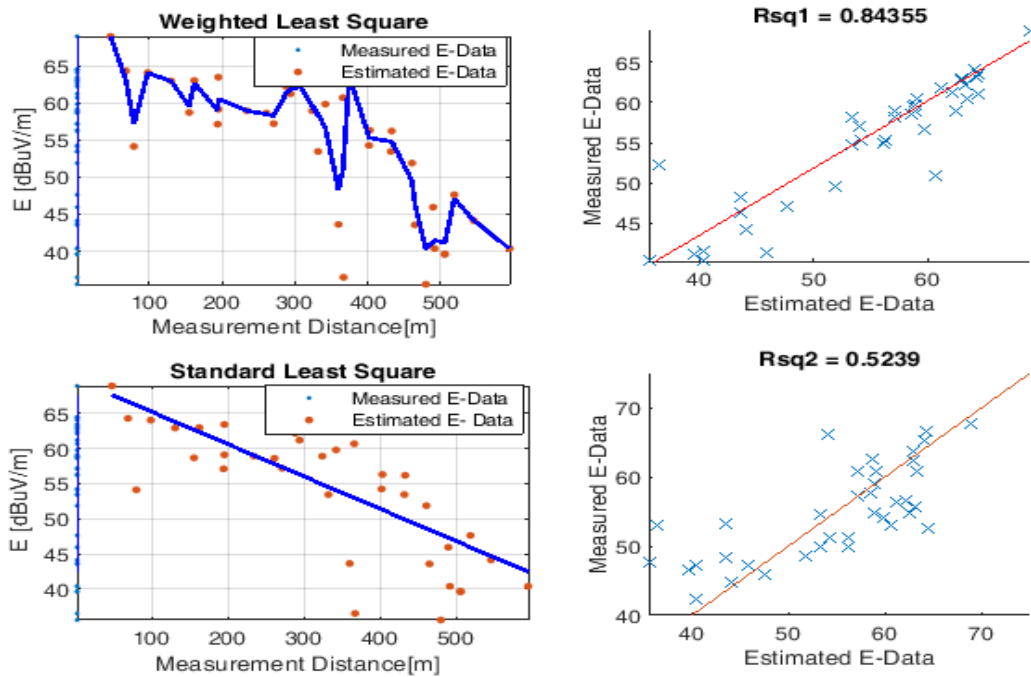 Weighted Least Square
Measured E-Data
Estimated E-Data
E [dBuV/m]
65
60
55
50
45
40
100 200 300 400 500
Measurement Distance[m]
Rsq1 = 0.84355
Measured E-Data
65
60
55
50
45
40 50 60
Estimated E-Data
Standard Least Square
Measured E-Data
Estimated E- Data
E [dBuV/m]
65
60
55
50
45
40
100 200 300 400 500
Measurement Distance[m]
Rsq2 = 0.5239
Measured E-Data
70
60
50
40
40 50 60 70
Estimated E-Data